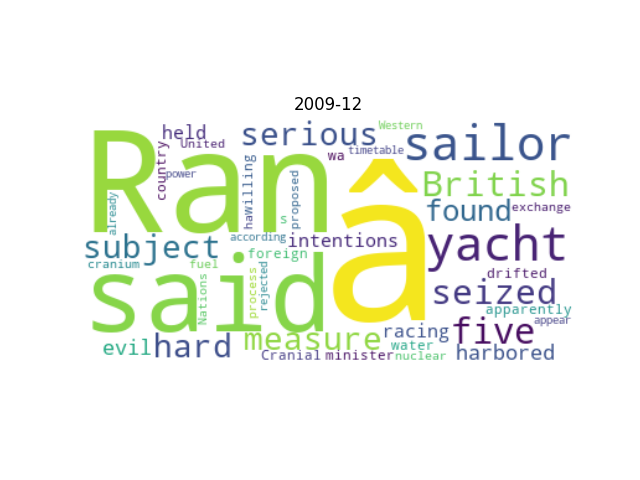 2009-12
Ran
â
said
sailor
yacht
British
serious
five
seized
subject
measure
hard
found
harbored
held
evil
racing
intentions
United
country
power
willing
ha
wa
Western
timetable
proposed
already
s
according
foreign
cranium
fuel
Nations
process
rejected
exchange
drifted
apparently
appear
water
Cranial
minister
nuclear